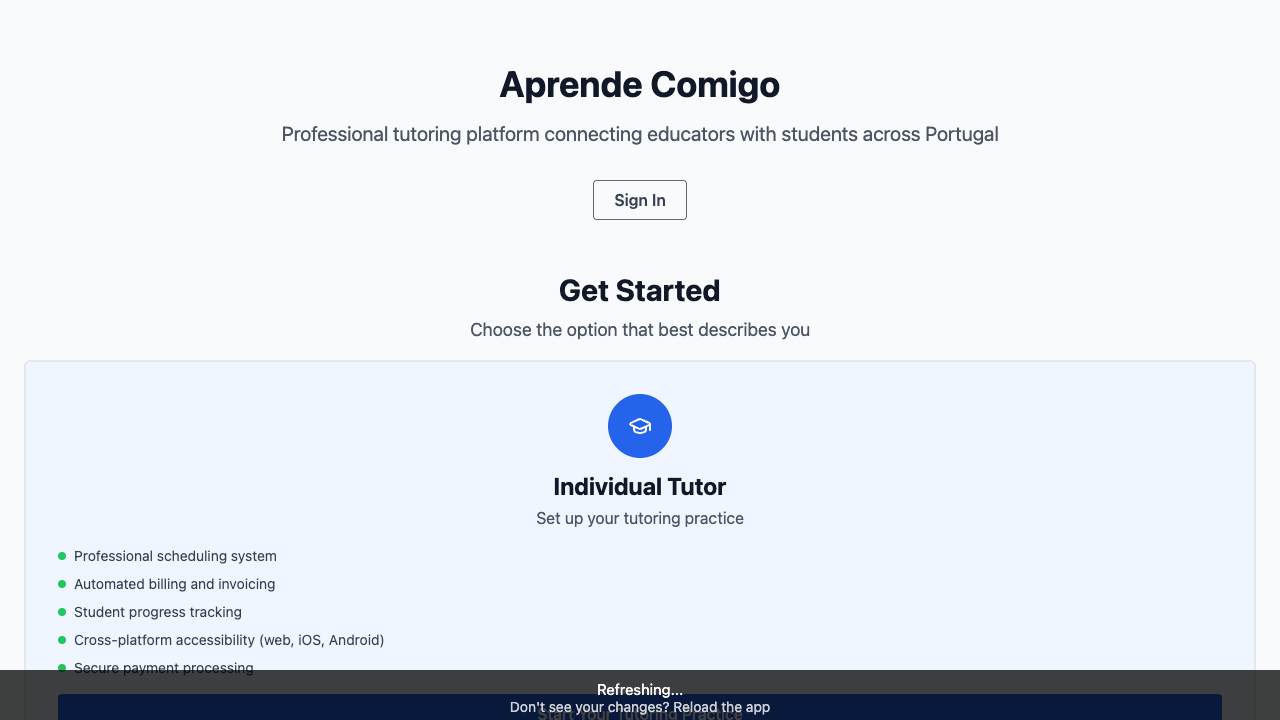 Aprende Comigo
Professional tutoring platform connecting educators with students across Portugal
Sign In
Get Started
Choose the option that best describes you
Individual Tutor
Set up your tutoring practice
Professional scheduling system
Automated billing and invoicing
Student progress tracking
Cross-platform accessibility (web, iOS, Android)
Secure payment processing
Refreshing...
Don't see your changes? Reload the app
Start Your Tutoring Practice